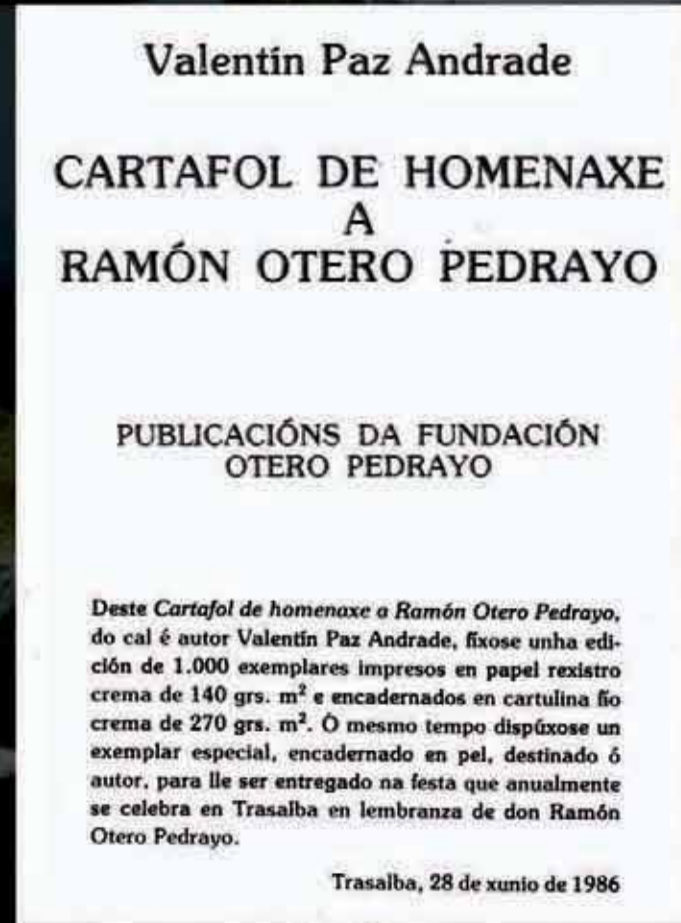 Valentín Paz Andrade
CARTAFOL DE HOMENAXE
A
RAMÓN OTERO PEDRAYO
PUBLICACIÓNS DA FUNDACIÓN
OTERO PEDRAYO
Deste Cartafol de homenaxe a Ramón Otero Pedrayo,
do cal é autor Valentín Paz Andrade, fíxose unha edi-
ción de 1.000 exemplares impresos en papel rexistro
crema de 140 grs. m² e encadernados en cartulina fío
crema de 270 grs. m². Ó mesmo tempo dispúxose un
exemplar especial, encadernado en pel, destinado ó
autor, para lle ser entregado na festa que anualmente
se celebra en Trasalba en lembranza de don Ramón
Otero Pedrayo.
Trasalba, 28 de xunio de 1986